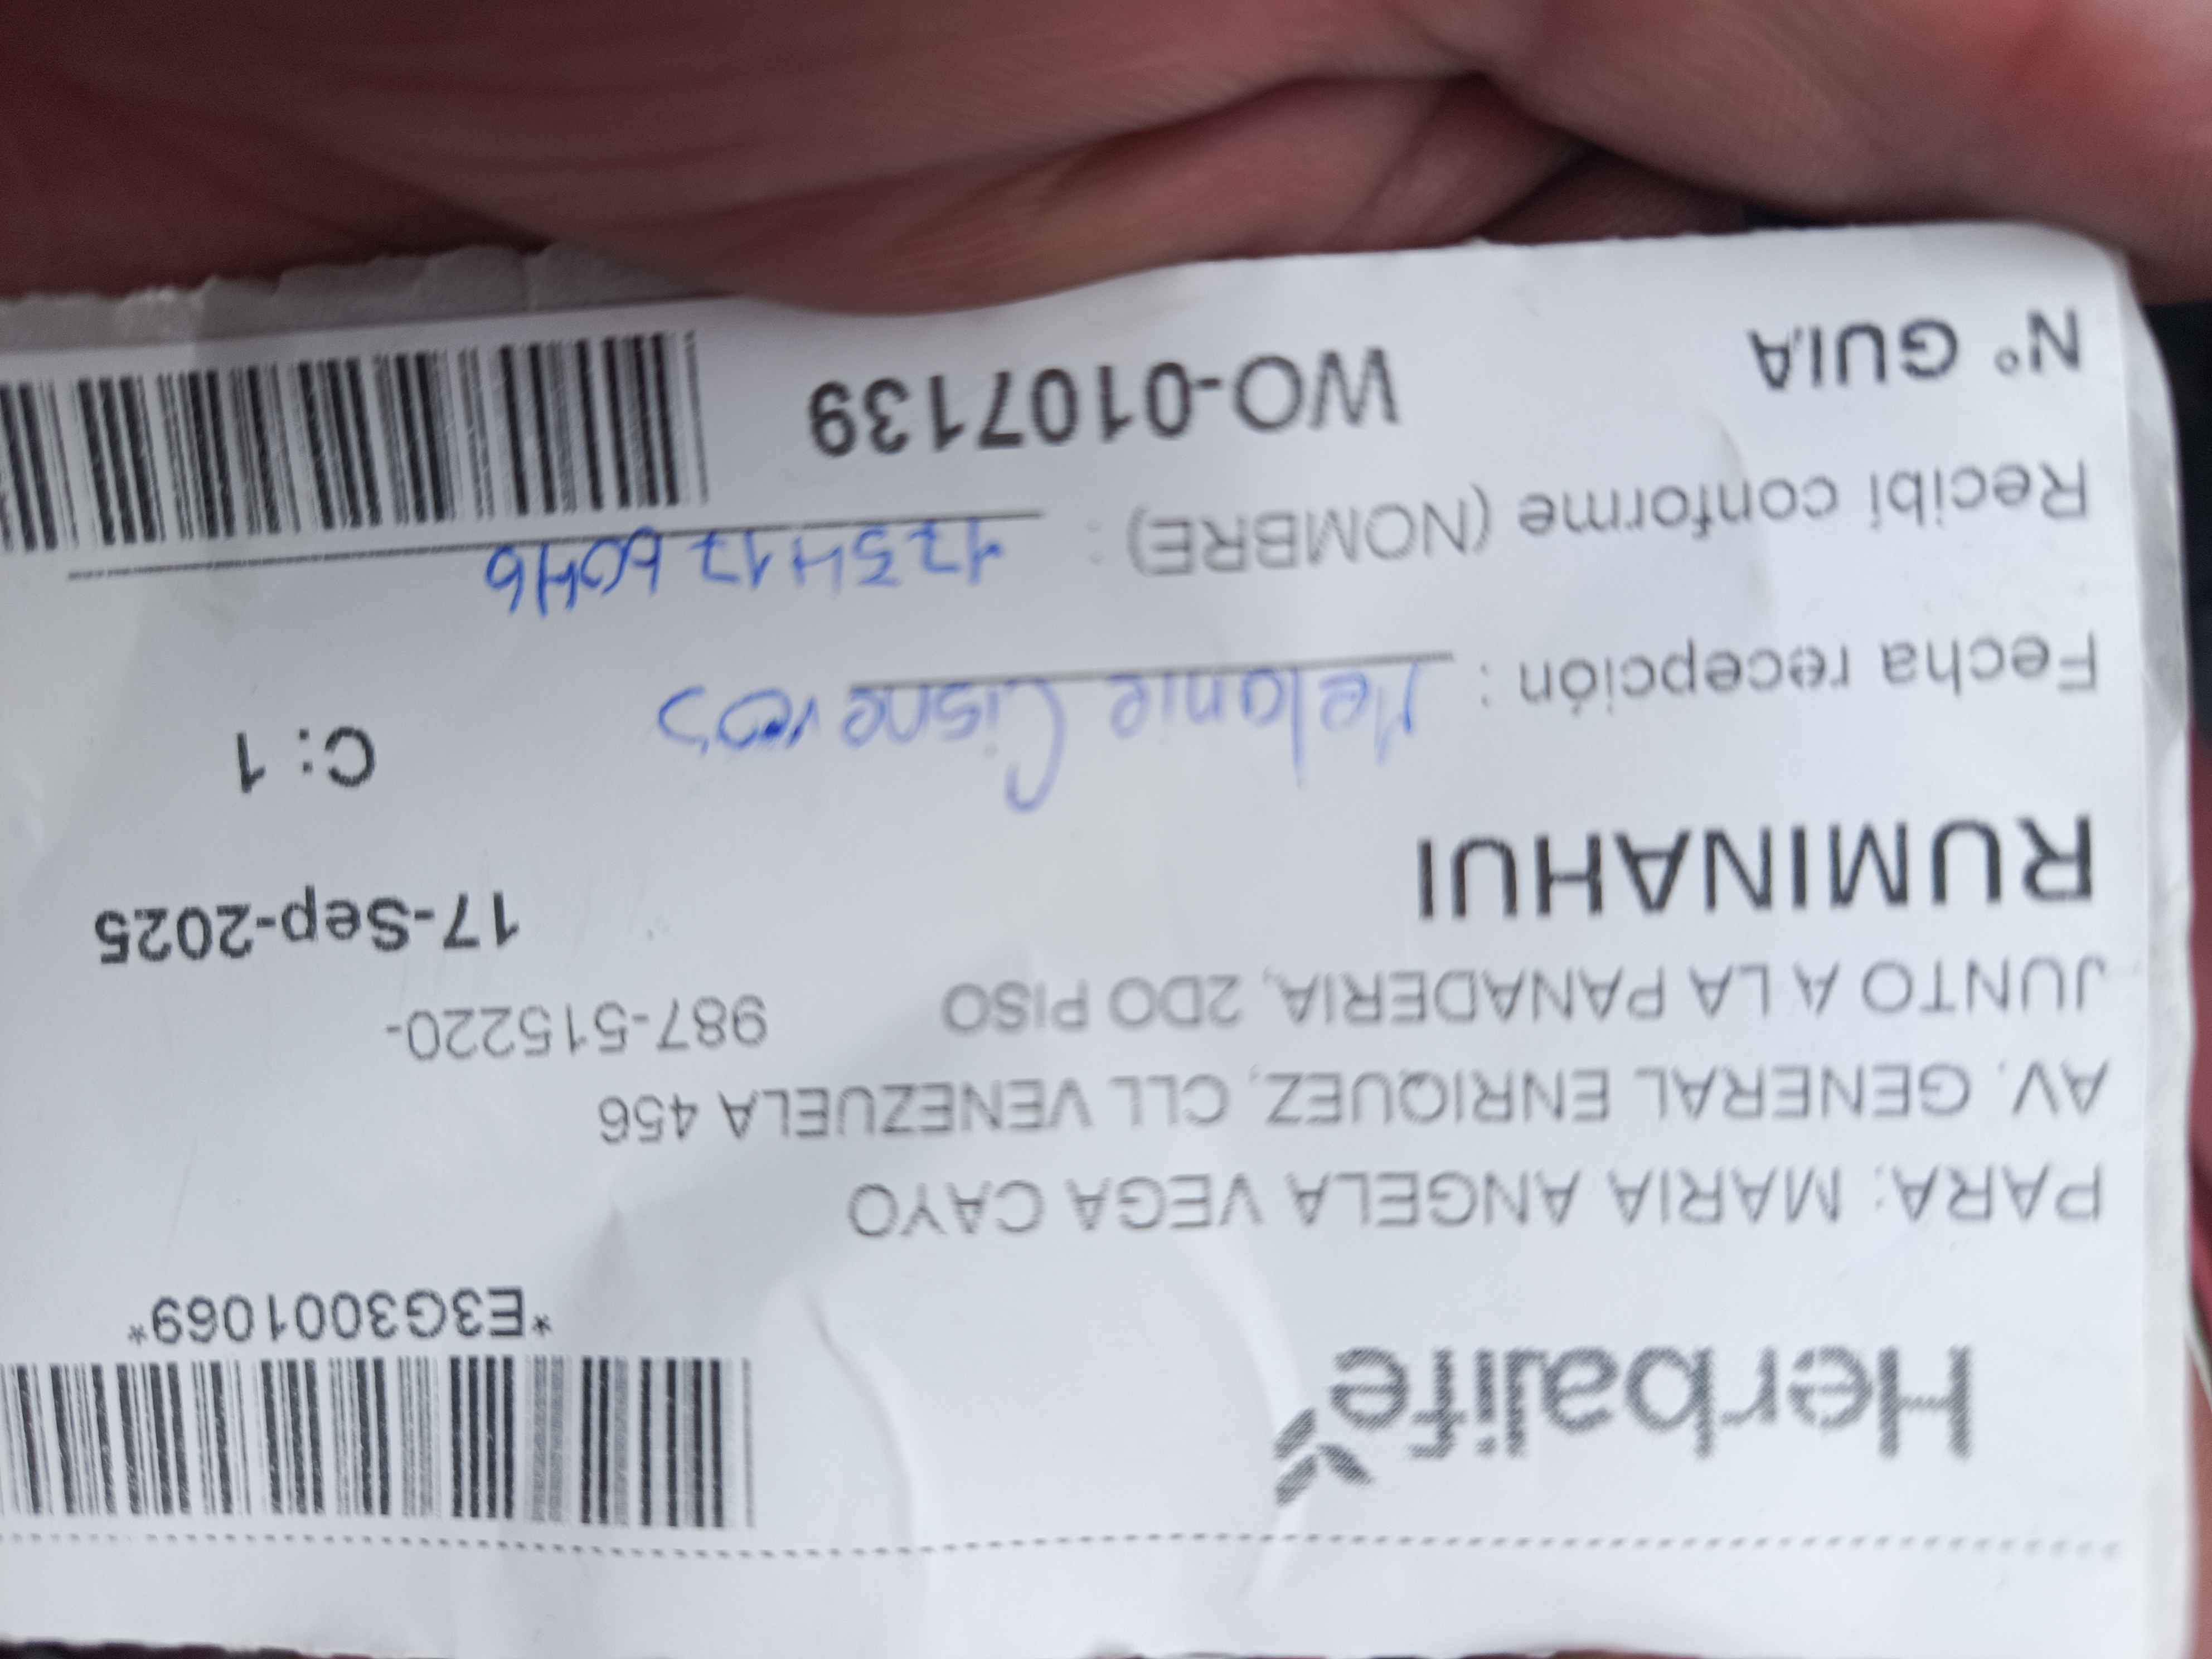 Herbalife
*E3G3001069*
PARA: MARIA ANGELA VEGA CAYO
AV. GENERAL ENRIQUEZ, CLL VENEZUELA 456
JUNTO A LA PANADERIA, 2DO PISO 987-515220-
RUMINAHUI 17-Sep-2025
C: 1
Fecha recepción : Melanie Cisneros
Recibí conforme (NOMBRE) :
Nº GUIA WO-0107139